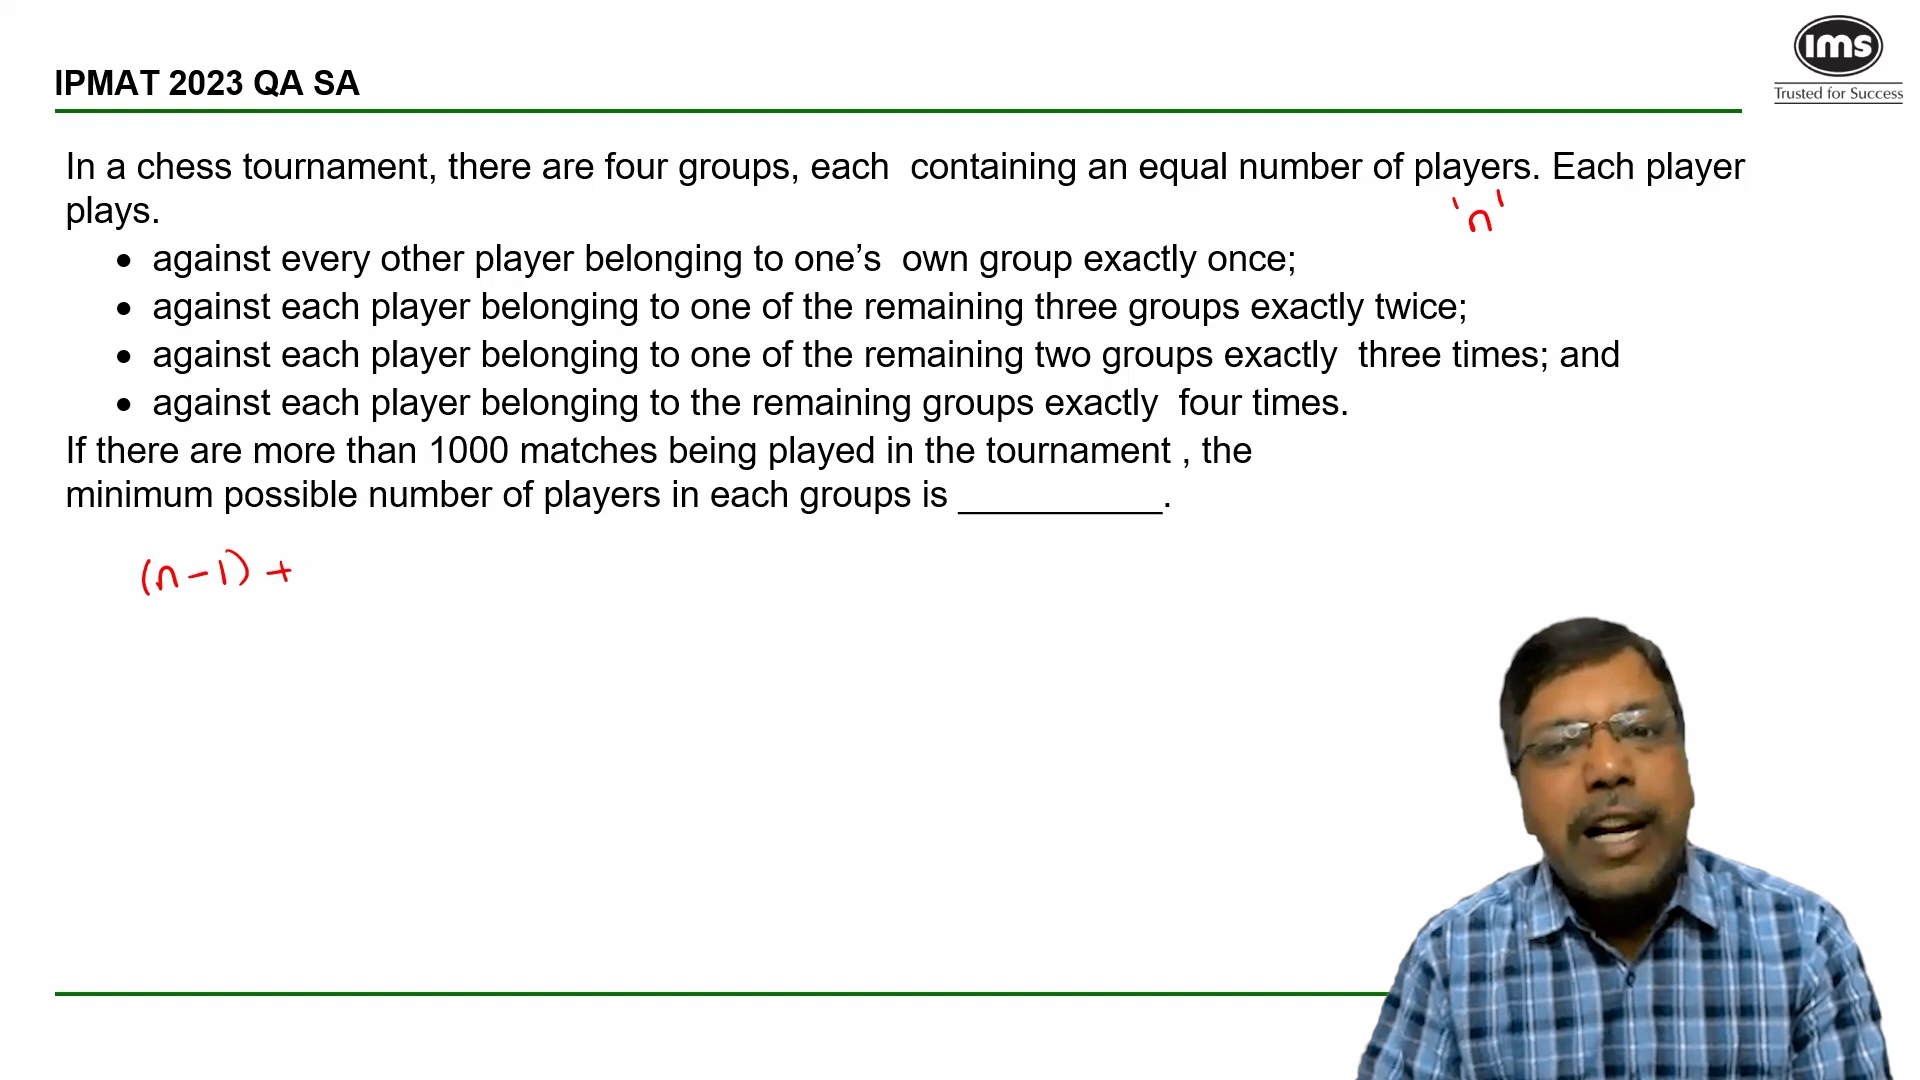 ims
Trusted for Success
IPMAT 2023 QA SA
In a chess tournament, there are four groups, each containing an equal number of players. Each player
plays.
'n'
• against every other player belonging to one’s own group exactly once;
• against each player belonging to one of the remaining three groups exactly twice;
• against each player belonging to one of the remaining two groups exactly three times; and
• against each player belonging to the remaining groups exactly four times.
If there are more than 1000 matches being played in the tournament , the
minimum possible number of players in each groups is __________.
(n-1) +